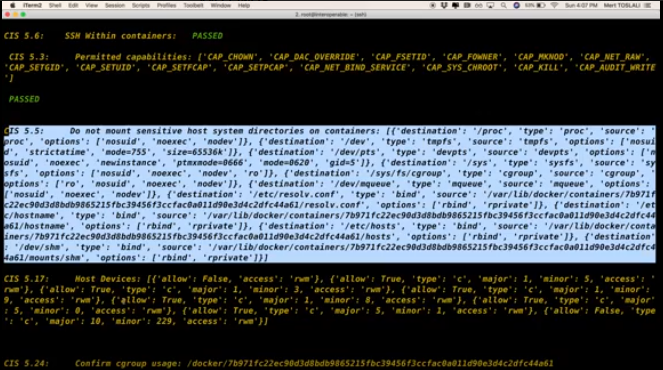 iTerm2 Shell Edit View Session Scripts Profiles Toolbelt Window Help Sun 4:07 PM Mert TOSLALI
2. root@interoperable: ~ (ssh)
CIS 5.6: SSH Within containers: PASSED
CIS 5.3: Permitted capabilities: ['CAP_CHOWN', 'CAP_DAC_OVERRIDE', 'CAP_FSETID', 'CAP_FOWNER', 'CAP_MKNOD', 'CAP_NET_RAW',
'CAP_SETGID', 'CAP_SETUID', 'CAP_SETFCAP', 'CAP_SETPCAP', 'CAP_NET_BIND_SERVICE', 'CAP_SYS_CHROOT', 'CAP_KILL', 'CAP_AUDIT_WRITE
']
PASSED
CIS 5.5: Do not mount sensitive host system directories on containers: [{'destination': '/proc', 'type': 'proc', 'source': '
proc', 'options': ['nosuid', 'noexec', 'nodev']}, {'destination': '/dev', 'type': 'tmpfs', 'source': 'tmpfs', 'options': ['nosui
d', 'strictatime', 'mode=755', 'size=65536k']}, {'destination': '/dev/pts', 'type': 'devpts', 'source': 'devpts', 'options': ['n
osuid', 'noexec', 'newinstance', 'ptmxmode=0666', 'mode=0620', 'gid=5']}, {'destination': '/sys', 'type': 'sysfs', 'source': 'sy
sfs', 'options': ['nosuid', 'noexec', 'nodev', 'ro']}, {'destination': '/sys/fs/cgroup', 'type': 'cgroup', 'source': 'cgroup', '
options': ['ro', 'nosuid', 'noexec', 'nodev']}, {'destination': '/dev/mqueue', 'type': 'mqueue', 'source': 'mqueue', 'options':
['nosuid', 'noexec', 'nodev']}, {'destination': '/etc/resolv.conf', 'type': 'bind', 'source': '/var/lib/docker/containers/7b971f
c22ec90d3d8bdb9865215fbc39456f3ccfac0a011d90e3d4c2dfc44a61/resolv.conf', 'options': ['rbind', 'rprivate']}, {'destination': '/et
c/hostname', 'type': 'bind', 'source': '/var/lib/docker/containers/7b971fc22ec90d3d8bdb9865215fbc39456f3ccfac0a011d90e3d4c2dfc44
a61/hostname', 'options': ['rbind', 'rprivate']}, {'destination': '/etc/hosts', 'type': 'bind', 'source': '/var/lib/docker/conta
iners/7b971fc22ec90d3d8bdb9865215fbc39456f3ccfac0a011d90e3d4c2dfc44a61/hosts', 'options': ['rbind', 'rprivate']}, {'destination'
: '/dev/shm', 'type': 'bind', 'source': '/var/lib/docker/containers/7b971fc22ec90d3d8bdb9865215fbc39456f3ccfac0a011d90e3d4c2dfc4
4a61/mounts/shm', 'options': ['rbind', 'rprivate']}]
CIS 5.17: Host Devices: [{'allow': False, 'access': 'rwm'}, {'allow': True, 'type': 'c', 'major': 1, 'minor': 5, 'access': '
rwm'}, {'allow': True, 'type': 'c', 'major': 1, 'minor': 3, 'access': 'rwm'}, {'allow': True, 'type': 'c', 'major': 1, 'minor':
9, 'access': 'rwm'}, {'allow': True, 'type': 'c', 'major': 1, 'minor': 8, 'access': 'rwm'}, {'allow': True, 'type': 'c', 'major'
: 5, 'minor': 0, 'access': 'rwm'}, {'allow': True, 'type': 'c', 'major': 5, 'minor': 1, 'access': 'rwm'}, {'allow': False, 'type
': 'c', 'major': 10, 'minor': 229, 'access': 'rwm'}]
CIS 5.24: Confirm cgroup usage: /docker/7b971fc22ec90d3d8bdb9865215fbc39456f3ccfac0a011d90e3d4c2dfc44a61